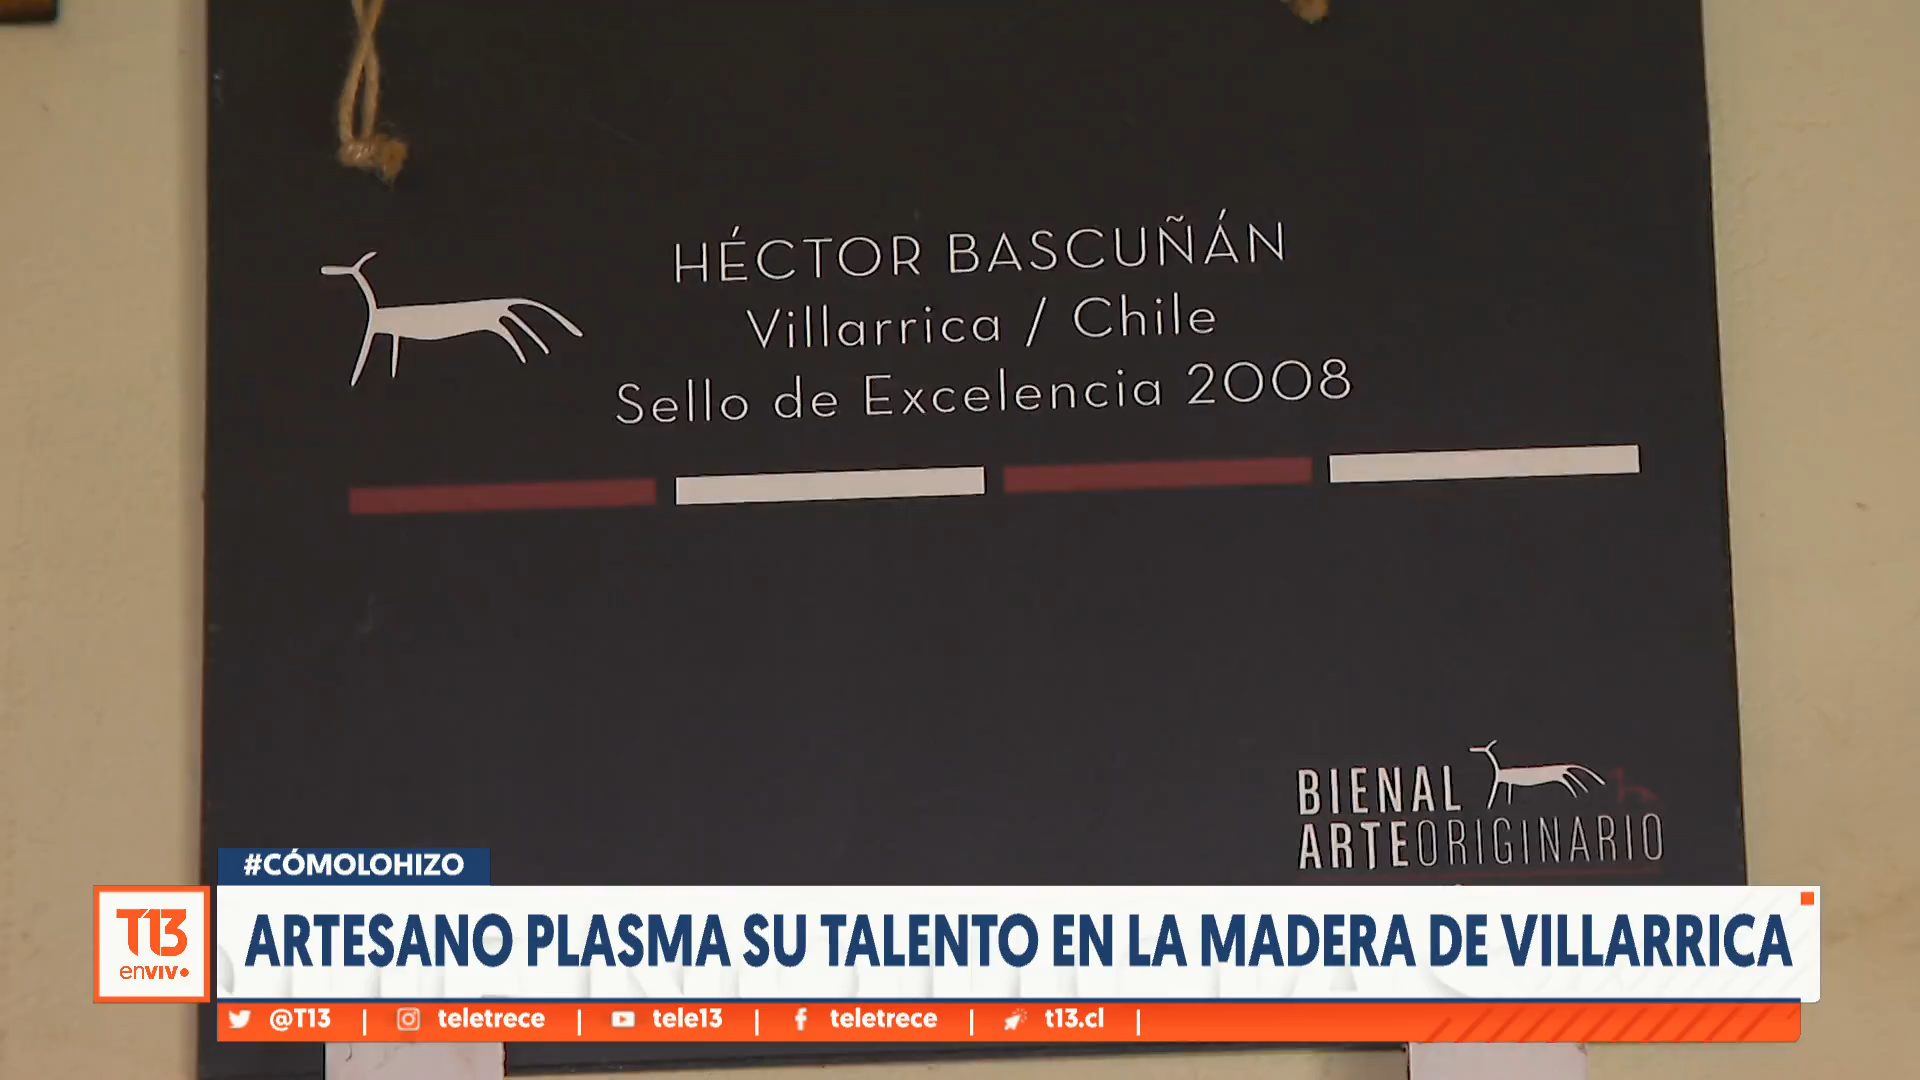 HÉCTOR BASCUÑÁN
Villarrica / Chile
Sello de Excelencia 2008
BIENAL
ARTEORIGINARIO
#CÓMOLOHIZO
T13
enVIVO
ARTESANO PLASMA SU TALENTO EN LA MADERA DE VILLARRICA
@T13 | teletrece | tele13 | teletrece | t13.cl |